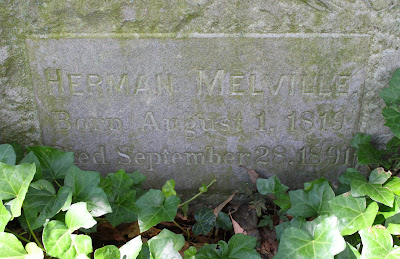 HERMAN MELVILLE.
Born August 1, 1819.
Died September 28, 1891